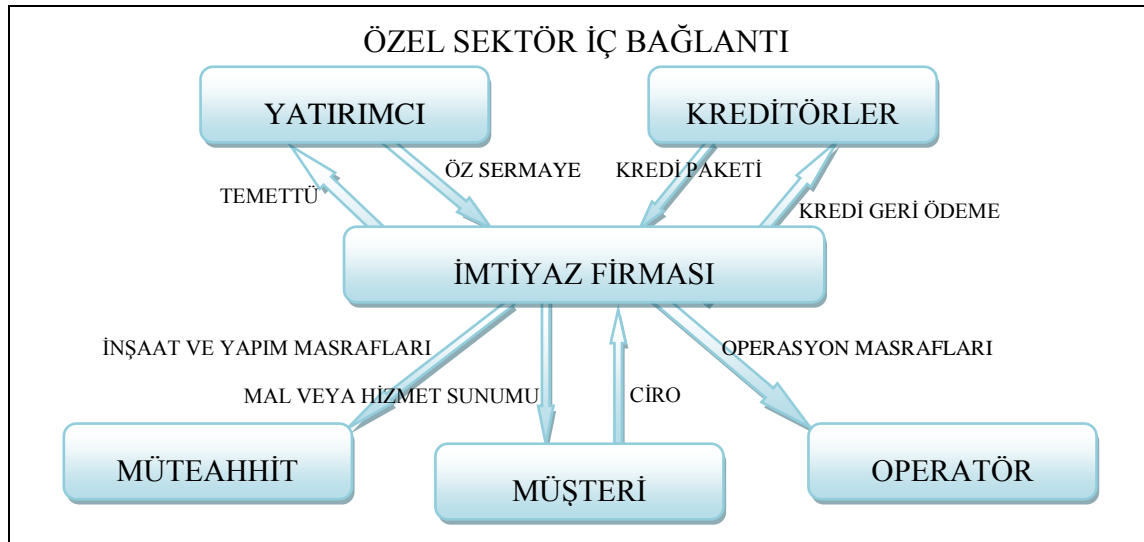 ÖZEL SEKTÖR İÇ BAĞLANTI
YATIRIMCI
KREDİTÖRLER
ÖZ SERMAYE
KREDİ PAKETİ
TEMETTÜ
KREDİ GERİ ÖDEME
İMTİYAZ FİRMASI
İNŞAAT VE YAPIM MASRAFLARI
OPERASYON MASRAFLARI
MAL VEYA HİZMET SUNUMU
CİRO
MÜTEAHHİT
MÜŞTERİ
OPERATÖR